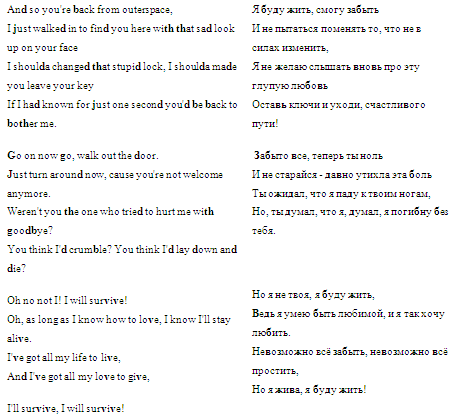 And so you're back from outerspace,
I just walked in to find you here with that sad look
up on your face
I shoulda changed that stupid lock, I shoulda made
you leave your key
If I had known for just one second you'd be back to
bother me.
Go on now go, walk out the door.
Just turn around now, cause you're not welcome
anymore.
Weren't you the one who tried to hurt me with
goodbye?
You think I'd crumble? You think I'd lay down and
die?
Oh no not I! I will survive!
Oh, as long as I know how to love, I know I'll stay
alive.
I've got all my life to live,
And I've got all my love to give,
I'll survive, I will survive!
Я буду жить, смогу забыть
И не пытаться поменять то, что не в
силах изменить,
Я не желаю слышать вновь про эту
глупую любовь
Оставь ключи и уходи, счастливого
пути!
Забыто все, теперь ты ноль
И не старайся - давно утихла эта боль
Ты ожидал, что я паду к твоим ногам,
Но, ты думал, что я, думал, я погибну без
тебя.
Но я не твоя, я буду жить,
Ведь я умею быть любимой, и я так хочу
любить.
Невозможно всё забыть, невозможно всё
простить,
Но я жива, я буду жить!